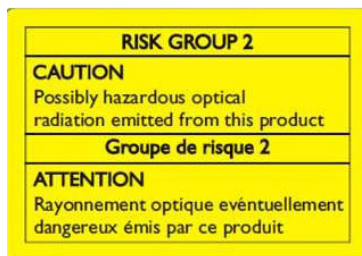 RISK GROUP 2
CAUTION
Possibly hazardous optical
radiation emitted from this product
Groupe de risque 2
ATTENTION
Rayonnement optique evéntuellement
dangereux émis par ce produit